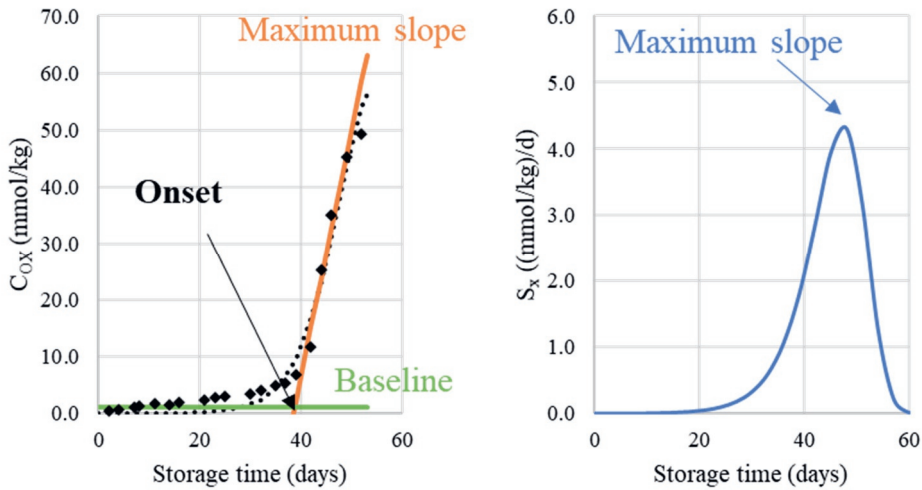 70.0
60.0
50.0
40.0
30.0
20.0
10.0
0.0
C_OX (mmol/kg)
Maximum slope
Onset
Baseline
0 20 40 60
Storage time (days)
6.0
5.0
4.0
3.0
2.0
1.0
0.0
S_x ((mmol/kg)/d)
Maximum slope
0 20 40 60
Storage time (days)